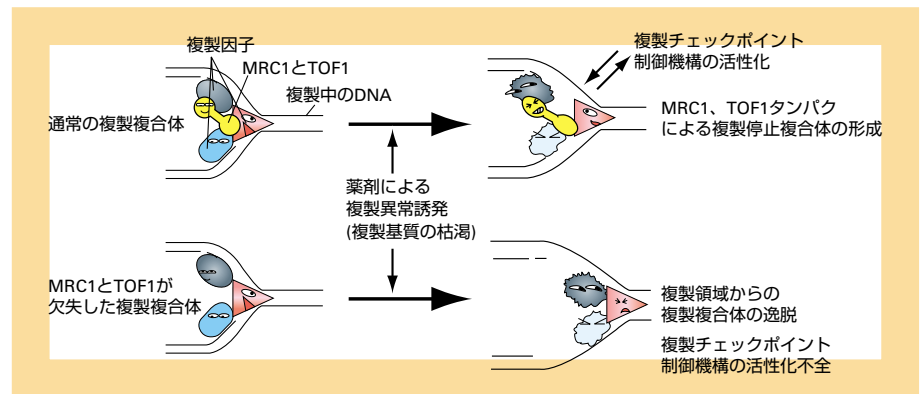 複製因子
MRC1とTOF1
複製中のDNA
通常の複製複合体
複製チェックポイント
制御機構の活性化
MRC1、TOF1タンパク
による複製停止複合体の形成
薬剤による
複製異常誘発
(複製基質の枯渇)
MRC1とTOF1が
欠失した複製複合体
複製領域からの
複製複合体の逸脱
複製チェックポイント
制御機構の活性化不全